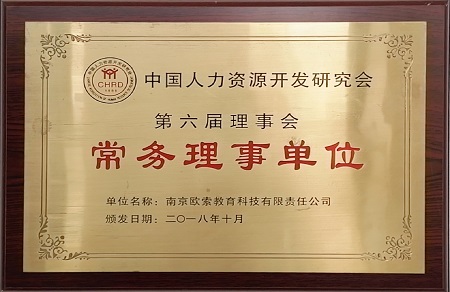 CHRD
中国人力资源开发研究会
第六届理事会
常务理事单位
单位名称：南京欧索教育科技有限责任公司
颁发日期：二〇一八年十月